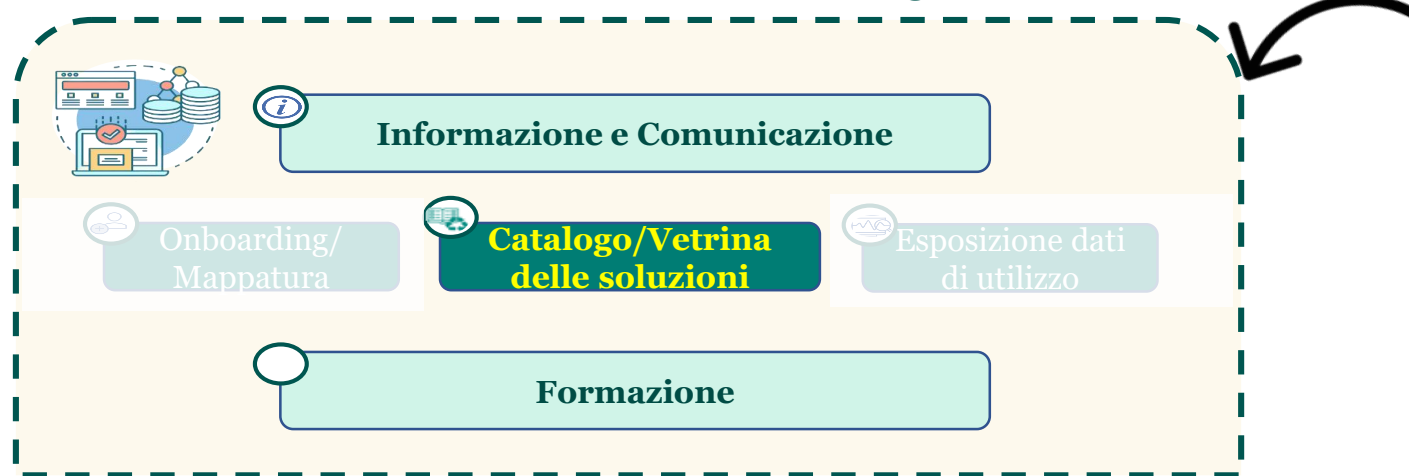 i
Informazione e Comunicazione
Onboarding/
Mappatura
Catalogo/Vetrina
delle soluzioni
Esposizione dati
di utilizzo
Formazione